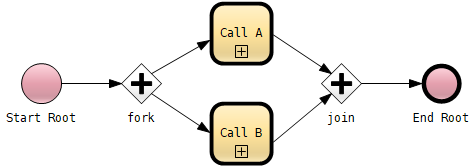 Call A
Start Root
fork
join
End Root
Call B